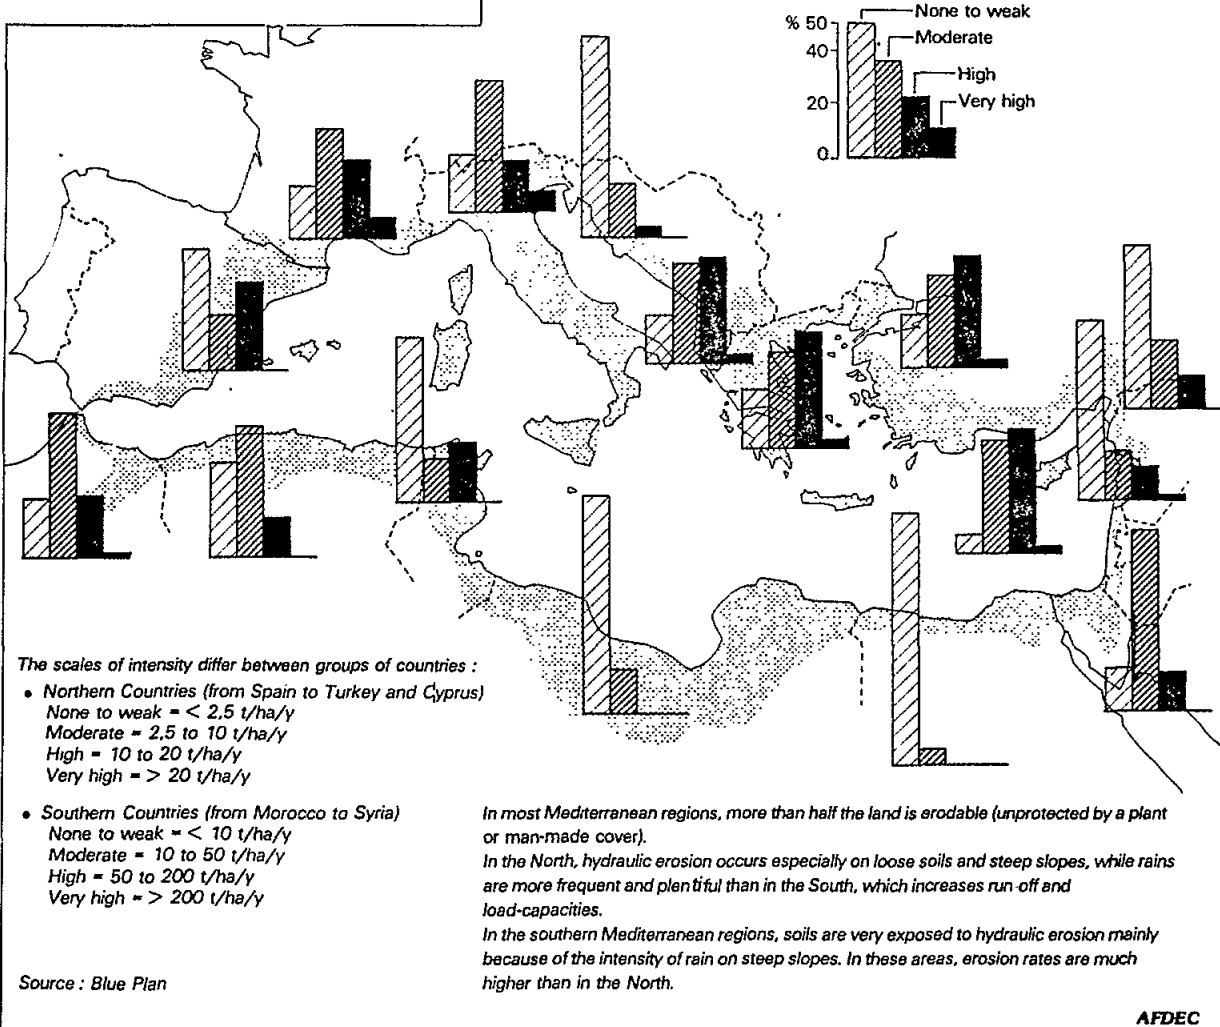 None to weak
% 50
40
Moderate
High
20
Very high
0
The scales of intensity differ between groups of countries :
• Northern Countries (from Spain to Turkey and Cyprus)
None to weak = < 2,5 t/ha/y
Moderate = 2,5 to 10 t/ha/y
High = 10 to 20 t/ha/y
Very high = > 20 t/ha/y
• Southern Countries (from Morocco to Syria)
None to weak = < 10 t/ha/y
Moderate = 10 to 50 t/ha/y
High = 50 to 200 t/ha/y
Very high = > 200 t/ha/y
Source : Blue Plan
In most Mediterranean regions, more than half the land is erodable (unprotected by a plant
or man-made cover).
In the North, hydraulic erosion occurs especially on loose soils and steep slopes, while rains
are more frequent and plentiful than in the South, which increases run-off and
load-capacities.
In the southern Mediterranean regions, soils are very exposed to hydraulic erosion mainly
because of the intensity of rain on steep slopes. In these areas, erosion rates are much
higher than in the North.
AFDEC